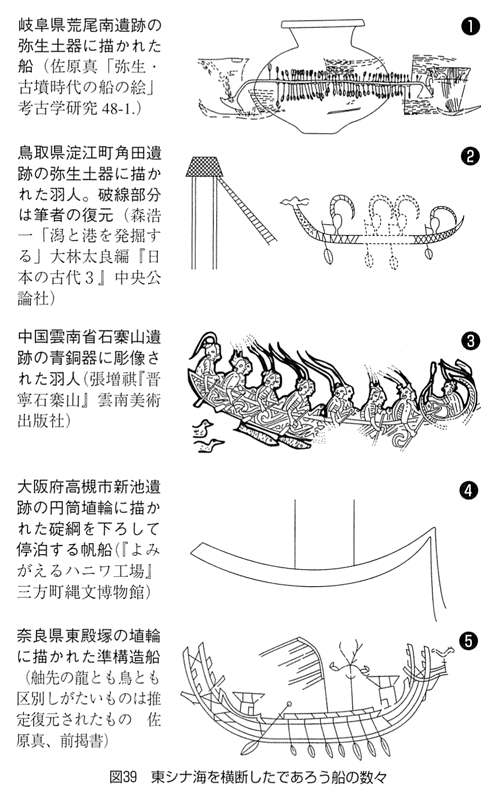 岐阜県荒尾南遺跡の
弥生土器に描かれた
船（佐原真「弥生・
古墳時代の船の絵」
考古学研究 48-1.）
❶
鳥取県淀江町角田遺
跡の弥生土器に描か
れた羽人。破線部分
は筆者の復元（森浩
一「潟と港を発掘す
る」大林太良編『日
本の古代３』中央公
論社）
❷
中国雲南省石寨山遺
跡の青銅器に彫像さ
れた羽人（張増祺『晋
寧石寨山』雲南美術
出版社）
❸
大阪府高槻市新池遺
跡の円筒埴輪に描か
れた碇綱を下ろして
停泊する帆船（『よみ
がえるハニワ工場』
三方町縄文博物館）
❹
奈良県東殿塚の埴輪
に描かれた準構造船
（舳先の龍とも鳥とも
区別しがたいものは推
定復元されたもの　佐
原真、前掲書）
❺
図39　東シナ海を横断したであろう船の数々